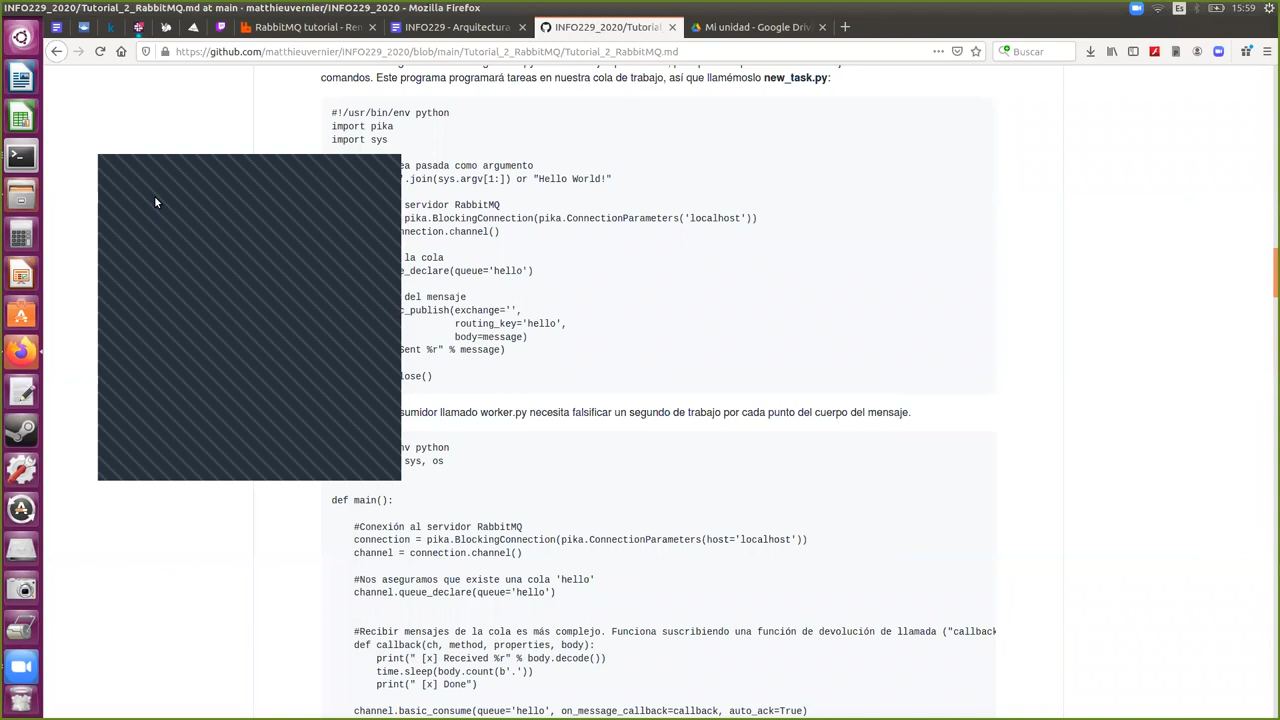 INFO229_2020/Tutorial_2_RabbitMQ.md at main · matthieuvernier/INFO229_2020 - Mozilla Firefox
Es
15:59
RabbitMQ tutorial - Ren
INFO229 - Arquitectura
INFO229_2020/Tutorial
Mi unidad - Google Driv
https://github.com/matthieuvernier/INFO229_2020/blob/main/Tutorial_2_RabbitMQ/Tutorial_2_RabbitMQ.md
Buscar
comandos. Este programa programará tareas en nuestra cola de trabajo, así que llamémoslo new_task.py:
#!/usr/bin/env python
import pika
import sys
ea pasada como argumento
'.join(sys.argv[1:]) or "Hello World!"
servidor RabbitMQ
pika.BlockingConnection(pika.ConnectionParameters('localhost'))
nnection.channel()
la cola
e_declare(queue='hello')
del mensaje
c_publish(exchange='',
routing_key='hello',
body=message)
Sent %r" % message)
lose()
sumidor llamado worker.py necesita falsificar un segundo de trabajo por cada punto del cuerpo del mensaje.
nv python
sys, os
def main():
#Conexión al servidor RabbitMQ
connection = pika.BlockingConnection(pika.ConnectionParameters(host='localhost'))
channel = connection.channel()
#Nos aseguramos que existe una cola 'hello'
channel.queue_declare(queue='hello')
#Recibir mensajes de la cola es más complejo. Funciona suscribiendo una función de devolución de llamada ("callback
def callback(ch, method, properties, body):
print(" [x] Received %r" % body.decode())
time.sleep(body.count(b'.'))
print(" [x] Done")
channel.basic_consume(queue='hello', on_message_callback=callback, auto_ack=True)